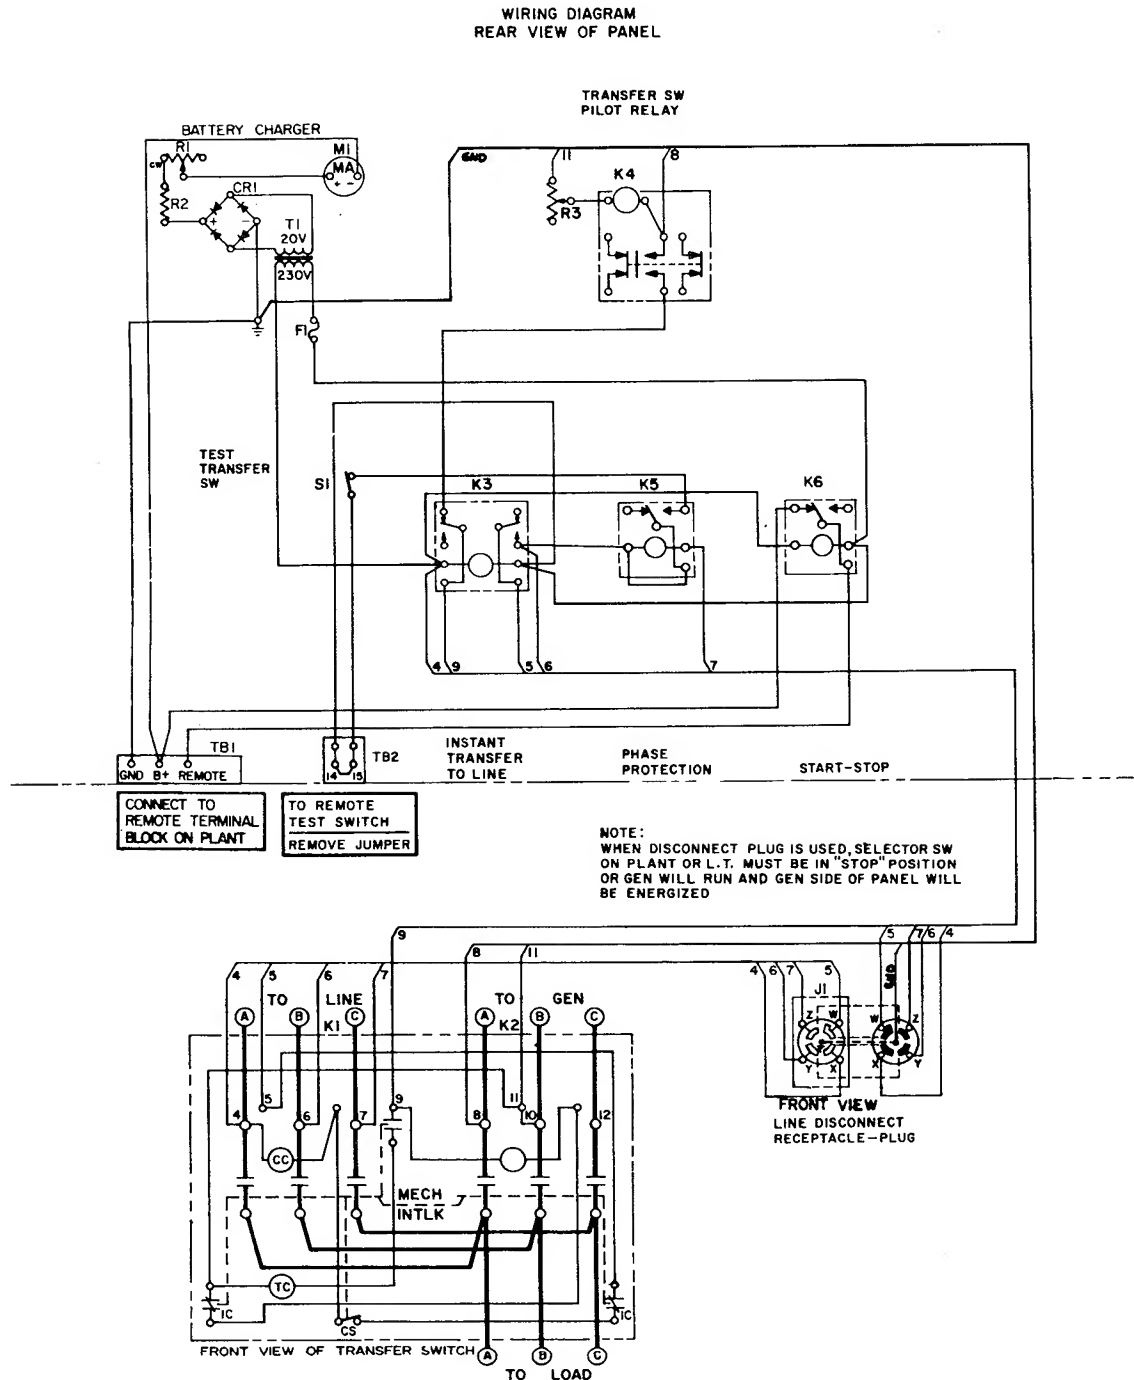 WIRING DIAGRAM
REAR VIEW OF PANEL
TRANSFER SW
PILOT RELAY
BATTERY CHARGER
R1
M1
CW
MA
+ -
GND
11
8
K4
CR1
R2
R3
+
-
T1
20V
230V
F1
TEST
TRANSFER
SW
S1
K3
K5
K6
4
9
5
6
7
TB1
GND B+ REMOTE
TB2
14 15
INSTANT
TRANSFER
TO LINE
PHASE
PROTECTION
START-STOP
CONNECT TO
REMOTE TERMINAL
BLOCK ON PLANT
TO REMOTE
TEST SWITCH
REMOVE JUMPER
NOTE:
WHEN DISCONNECT PLUG IS USED, SELECTOR SW
ON PLANT OR L.T. MUST BE IN "STOP" POSITION
OR GEN WILL RUN AND GEN SIDE OF PANEL WILL
BE ENERGIZED
9
5 7 6 4
8
11
4 5 6 7
4 6 7 5
GND
TO LINE
TO GEN
J1
A B C
K1
A B C
K2
Z W
W Z
Y X
X Y
FRONT VIEW
LINE DISCONNECT
RECEPTACLE-PLUG
5
9
11
4
6
7
8
10
12
CC
MECH
INTLK
TC
IC
CS
IC
FRONT VIEW OF TRANSFER SWITCH
A B C
TO LOAD